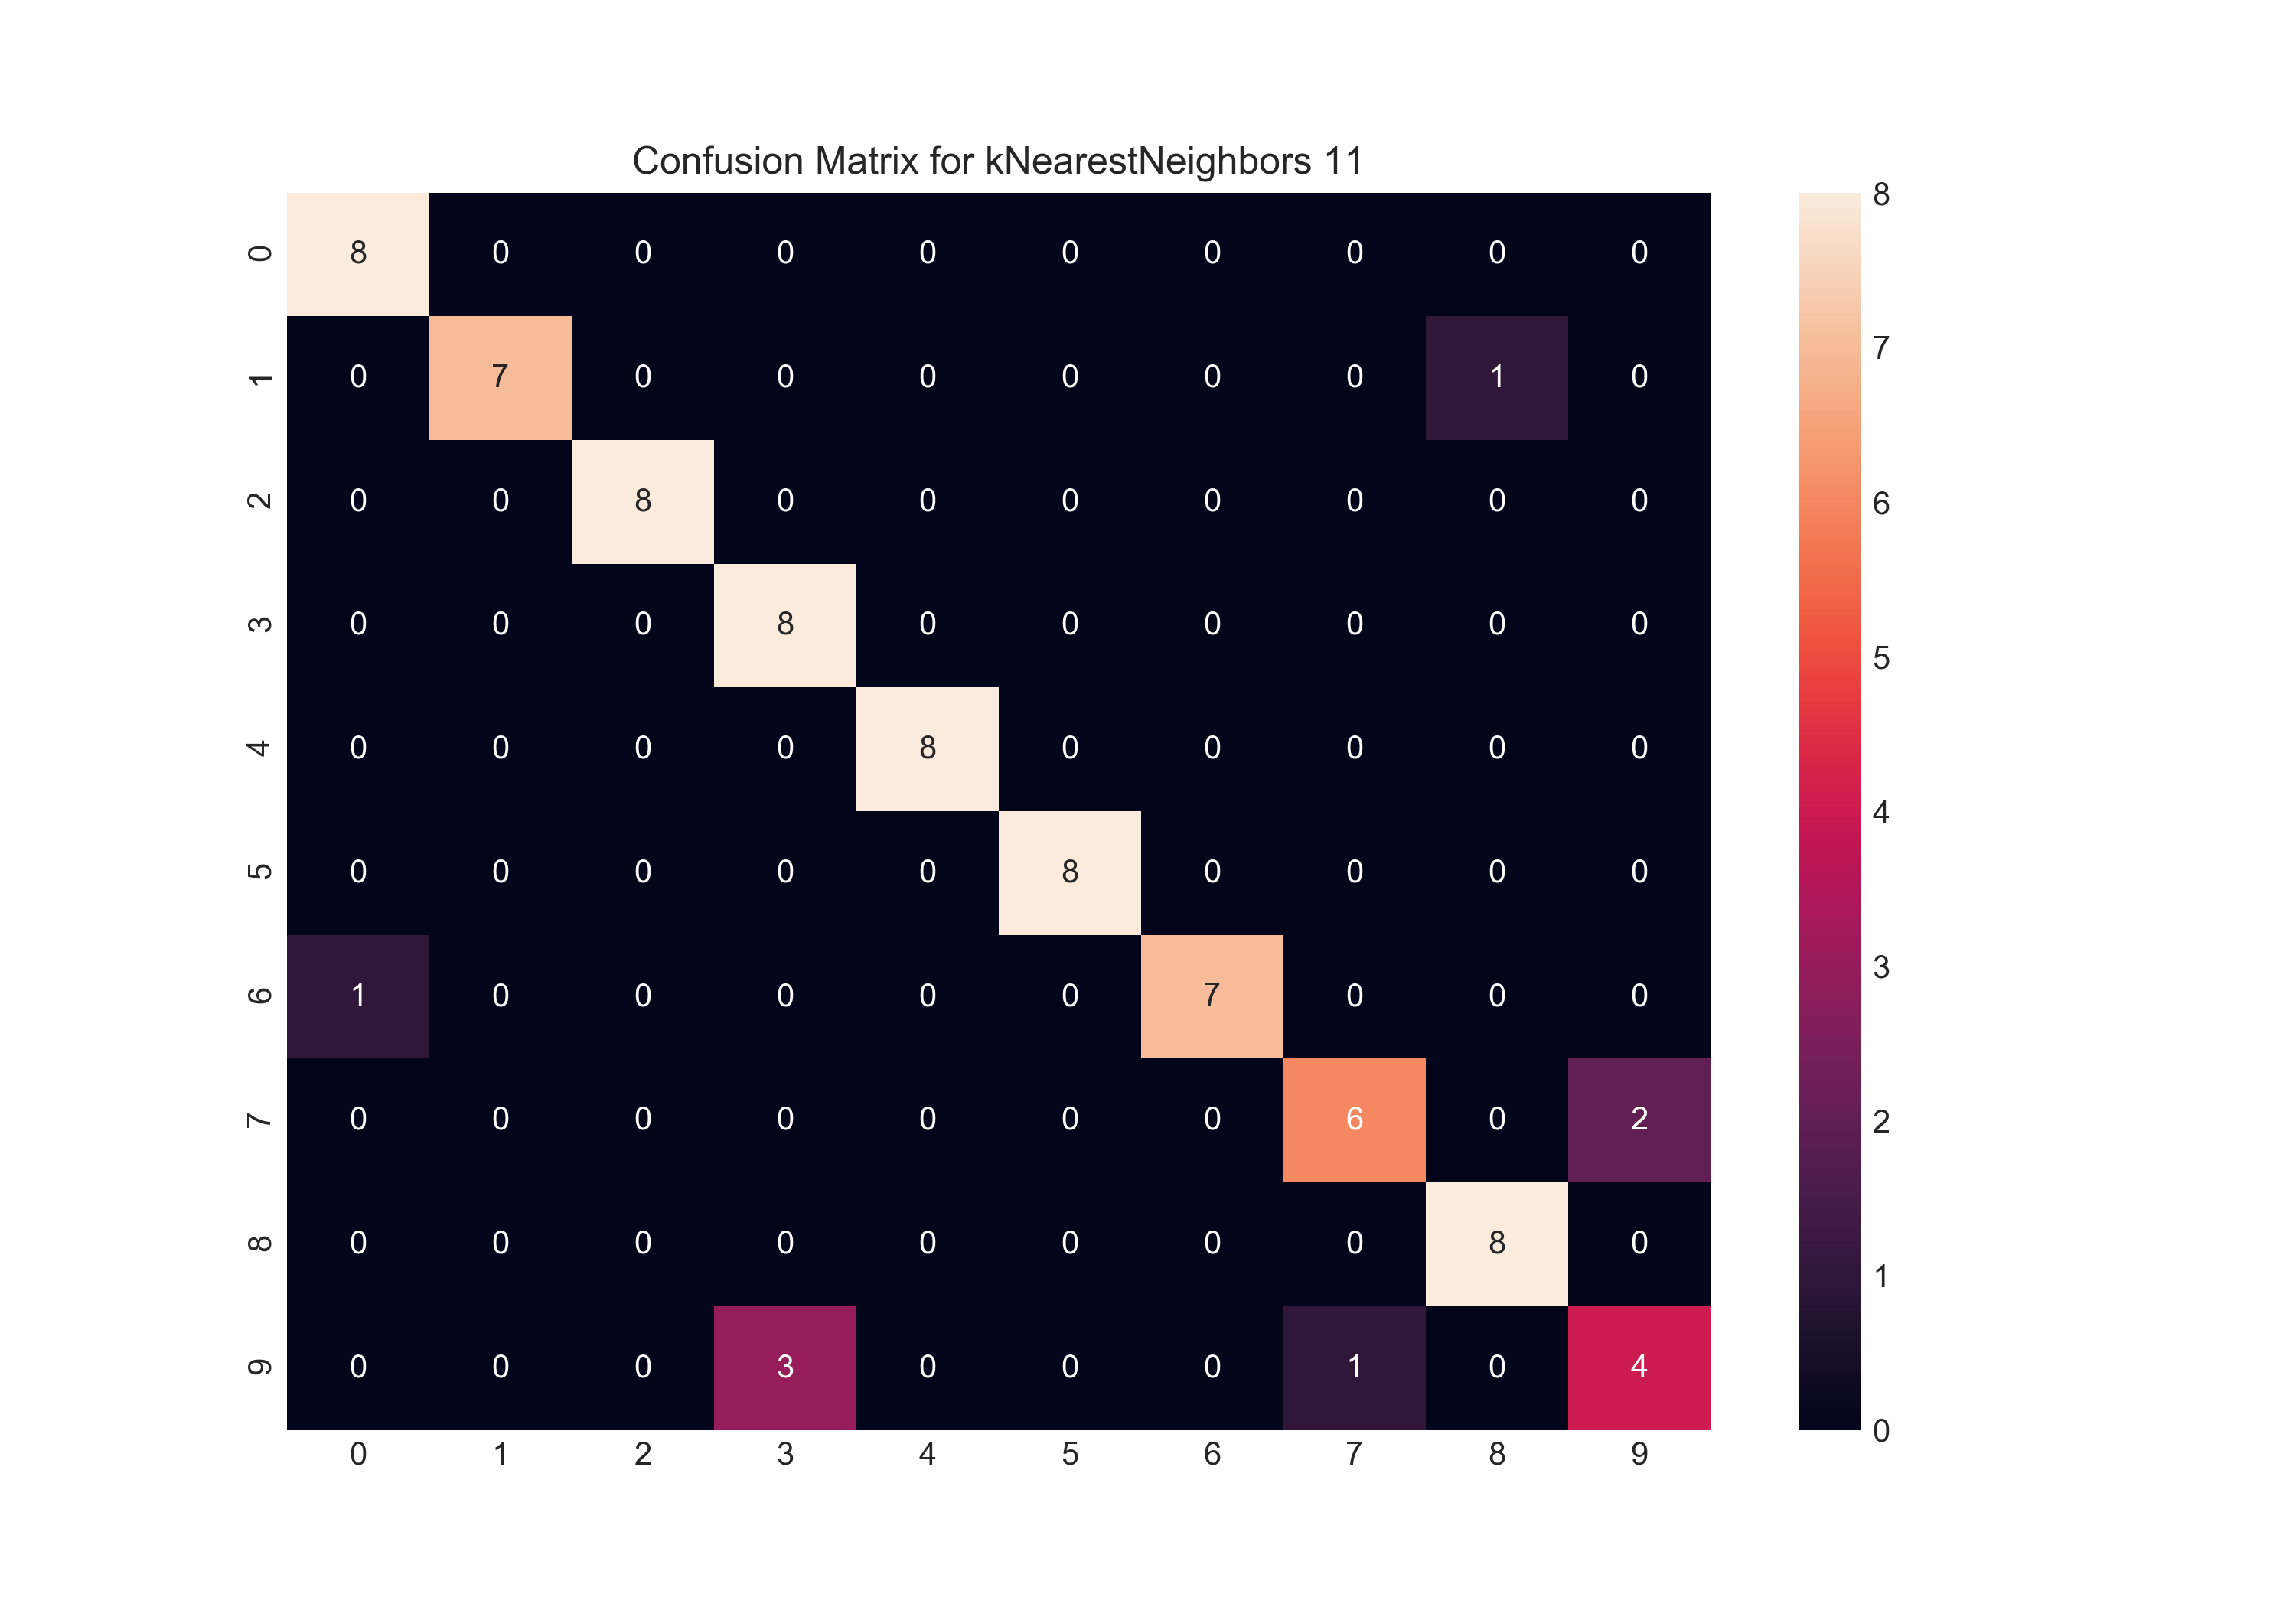 Confusion Matrix for kNearestNeighbors 11
0 8 0 0 0 0 0 0 0 0 0
1 0 7 0 0 0 0 0 0 1 0
2 0 0 8 0 0 0 0 0 0 0
3 0 0 0 8 0 0 0 0 0 0
4 0 0 0 0 8 0 0 0 0 0
5 0 0 0 0 0 8 0 0 0 0
6 1 0 0 0 0 0 7 0 0 0
7 0 0 0 0 0 0 0 6 0 2
8 0 0 0 0 0 0 0 0 8 0
9 0 0 0 3 0 0 0 1 0 4
0 1 2 3 4 5 6 7 8 9
8
7
6
5
4
3
2
1
0